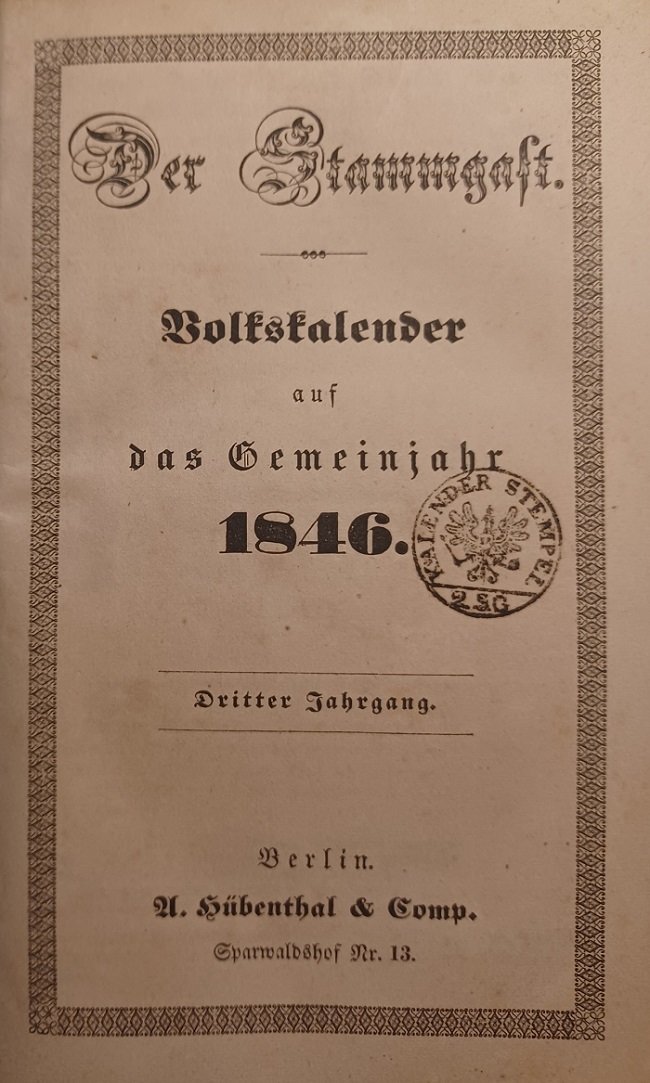 Der Stammgast.
Volkskalender
auf
das Gemeinjahr
1846.
KALENDER STEMPEL
2 SG
Dritter Jahrgang.
Berlin.
A. Hübenthal & Comp.
Sparwaldshof Nr. 13.